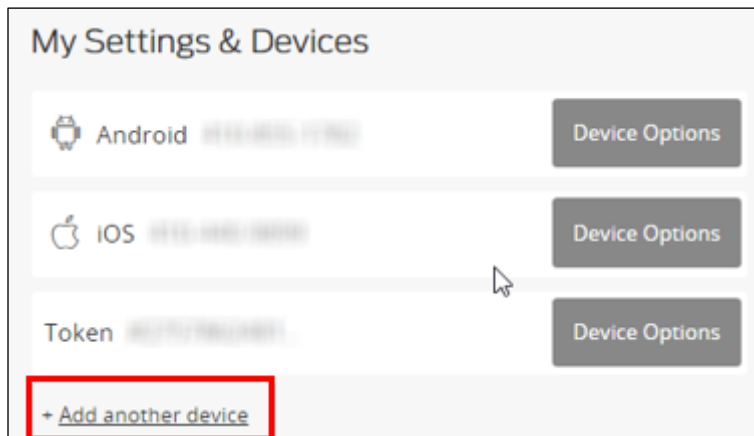 My Settings & Devices
Android
Device Options
iOS
Device Options
Token
Device Options
+ Add another device